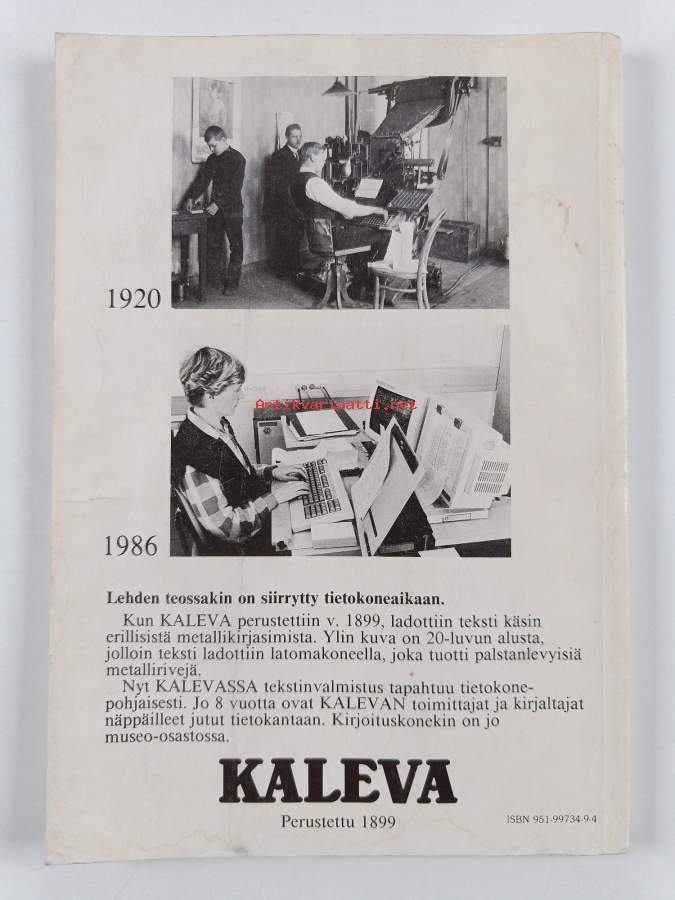 1920
Antikvariaatti.net
1986
Lehden teossakin on siirrytty tietokoneaikaan.
Kun KALEVA perustettiin v. 1899, ladottiin teksti käsin
erillisistä metallikirjasimista. Ylin kuva on 20-luvun alusta,
jolloin teksti ladottiin latomakoneella, joka tuotti palstanlevyisiä
metallirivejä.
Nyt KALEVASSA tekstinvalmistus tapahtuu tietokone-
pohjaisesti. Jo 8 vuotta ovat KALEVAN toimittajat ja kirjaltajat
näppäilleet jutut tietokantaan. Kirjoituskonekin on jo
museo-osastossa.
KALEVA
Perustettu 1899
ISBN 951-99734-9-4